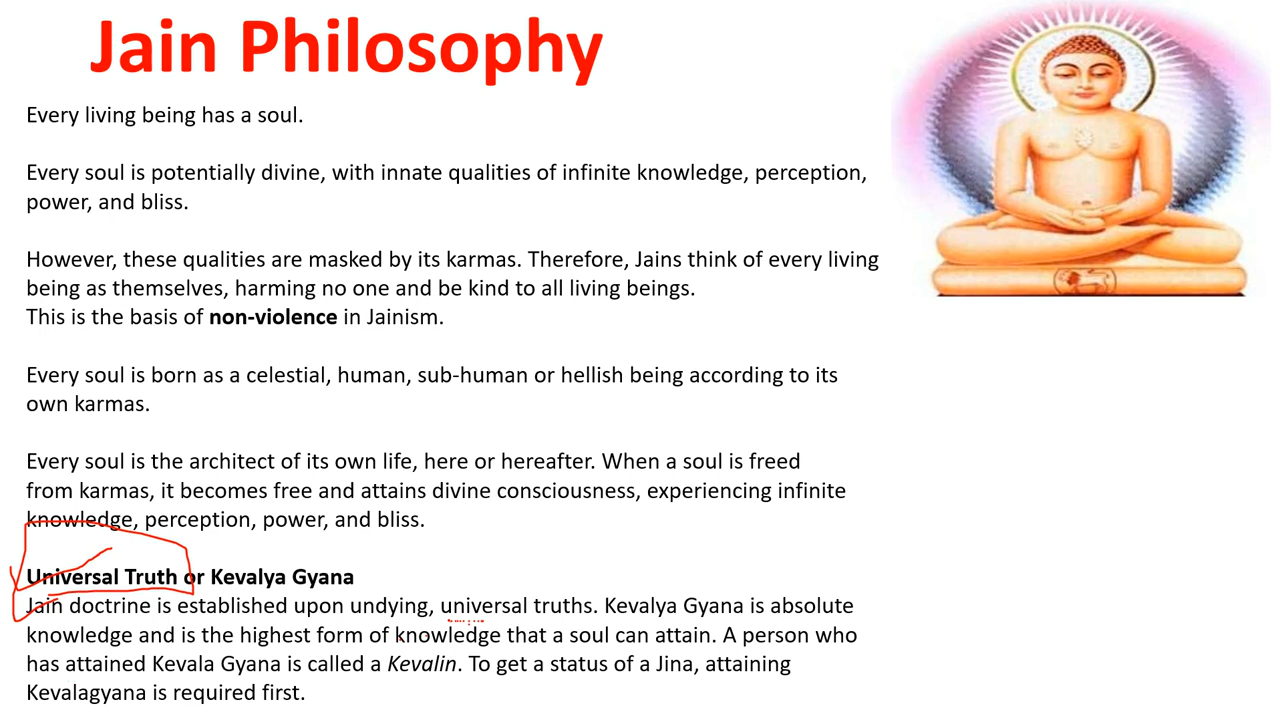 Jain Philosophy
Every living being has a soul.
Every soul is potentially divine, with innate qualities of infinite knowledge, perception,
power, and bliss.
However, these qualities are masked by its karmas. Therefore, Jains think of every living
being as themselves, harming no one and be kind to all living beings.
This is the basis of non-violence in Jainism.
Every soul is born as a celestial, human, sub-human or hellish being according to its
own karmas.
Every soul is the architect of its own life, here or hereafter. When a soul is freed
from karmas, it becomes free and attains divine consciousness, experiencing infinite
knowledge, perception, power, and bliss.
Universal Truth or Kevalya Gyana
Jain doctrine is established upon undying, universal truths. Kevalya Gyana is absolute
knowledge and is the highest form of knowledge that a soul can attain. A person who
has attained Kevala Gyana is called a Kevalin. To get a status of a Jina, attaining
Kevalagyana is required first.